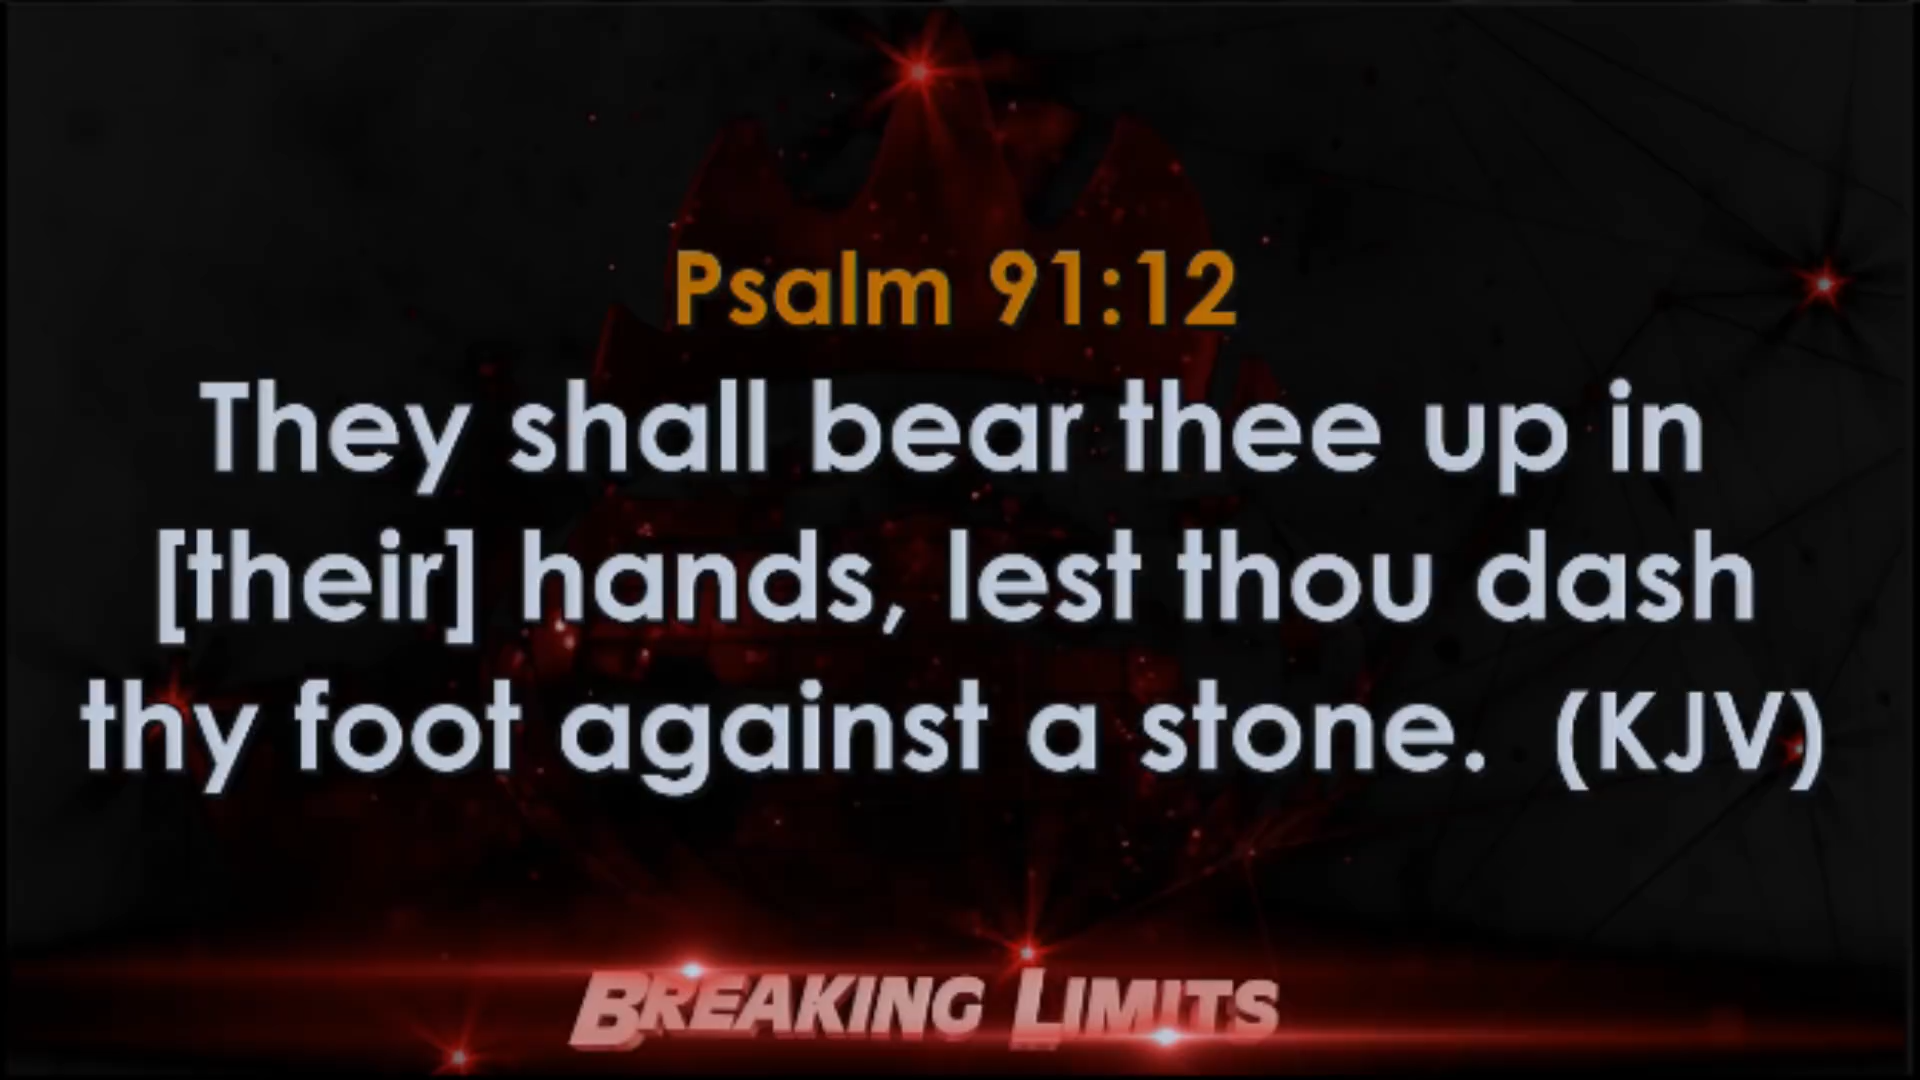 Psalm 91:12
They shall bear thee up in
[their] hands, lest thou dash
thy foot against a stone.  (KJV)
BREAKING LIMITS